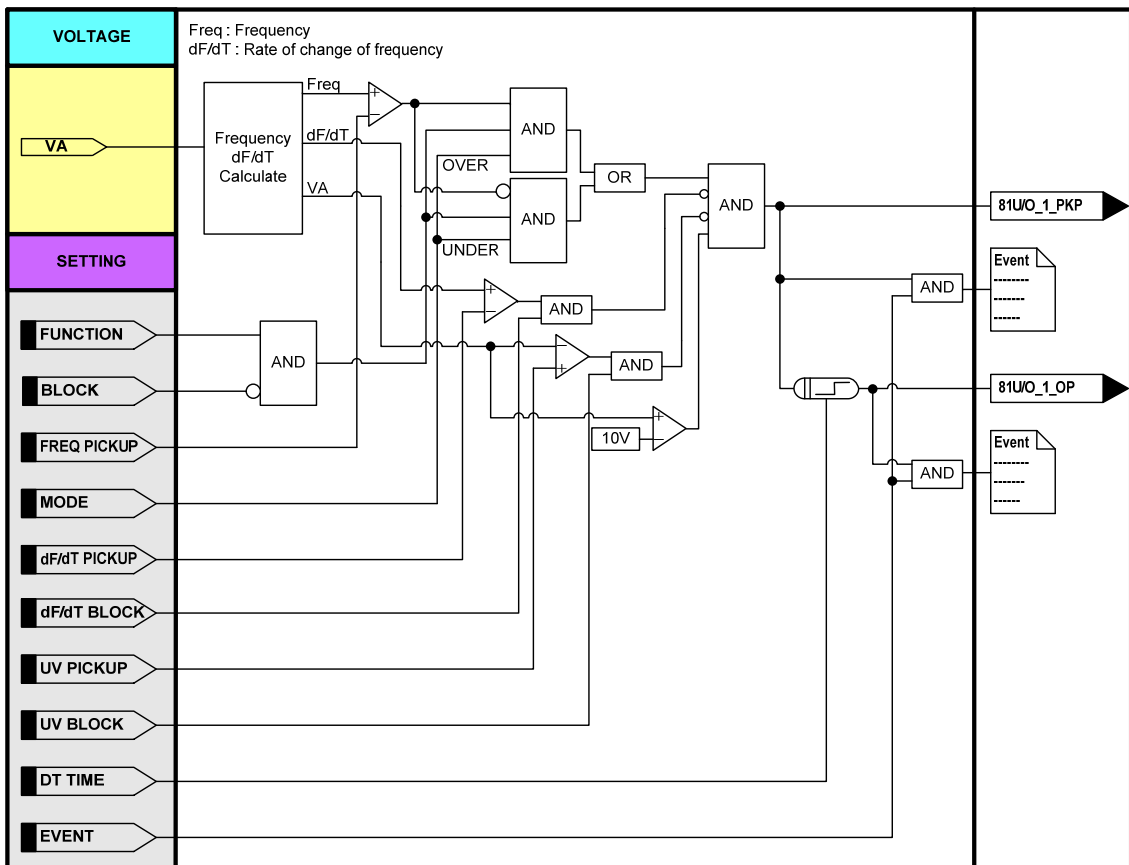 VOLTAGE
Freq : Frequency
dF/dT : Rate of change of frequency
VA
Frequency
dF/dT
Calculate
Freq
dF/dT
VA
+
−
AND
OVER
AND
UNDER
OR
AND
81U/O_1_PKP
Event
--------
-------
------
AND
SETTING
FUNCTION
BLOCK
AND
+
−
AND
−
+
AND
10V
+
−
81U/O_1_OP
Event
--------
-------
------
AND
FREQ PICKUP
MODE
dF/dT PICKUP
dF/dT BLOCK
UV PICKUP
UV BLOCK
DT TIME
EVENT